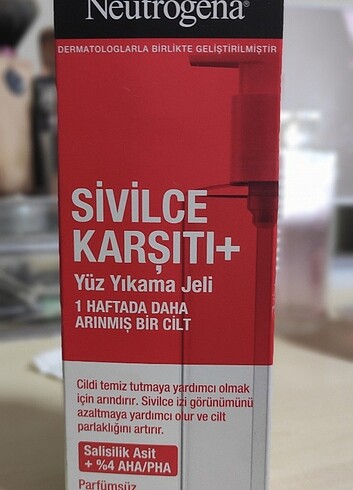 Neutrogena®
DERMATOLOGLARLA BİRLİKTE GELİŞTİRİLMİŞTİR
SİVİLCE
KARŞITI+
Yüz Yıkama Jeli
1 HAFTADA DAHA
ARINMIŞ BİR CİLT
Cildi temiz tutmaya yardımcı olmak
için arındırır. Sivilce izi görünümünü
azaltmaya yardımcı olur ve cilt
parlaklığını artırır.
Salisilik Asit
+ %4 AHA/PHA
Parfümsüz